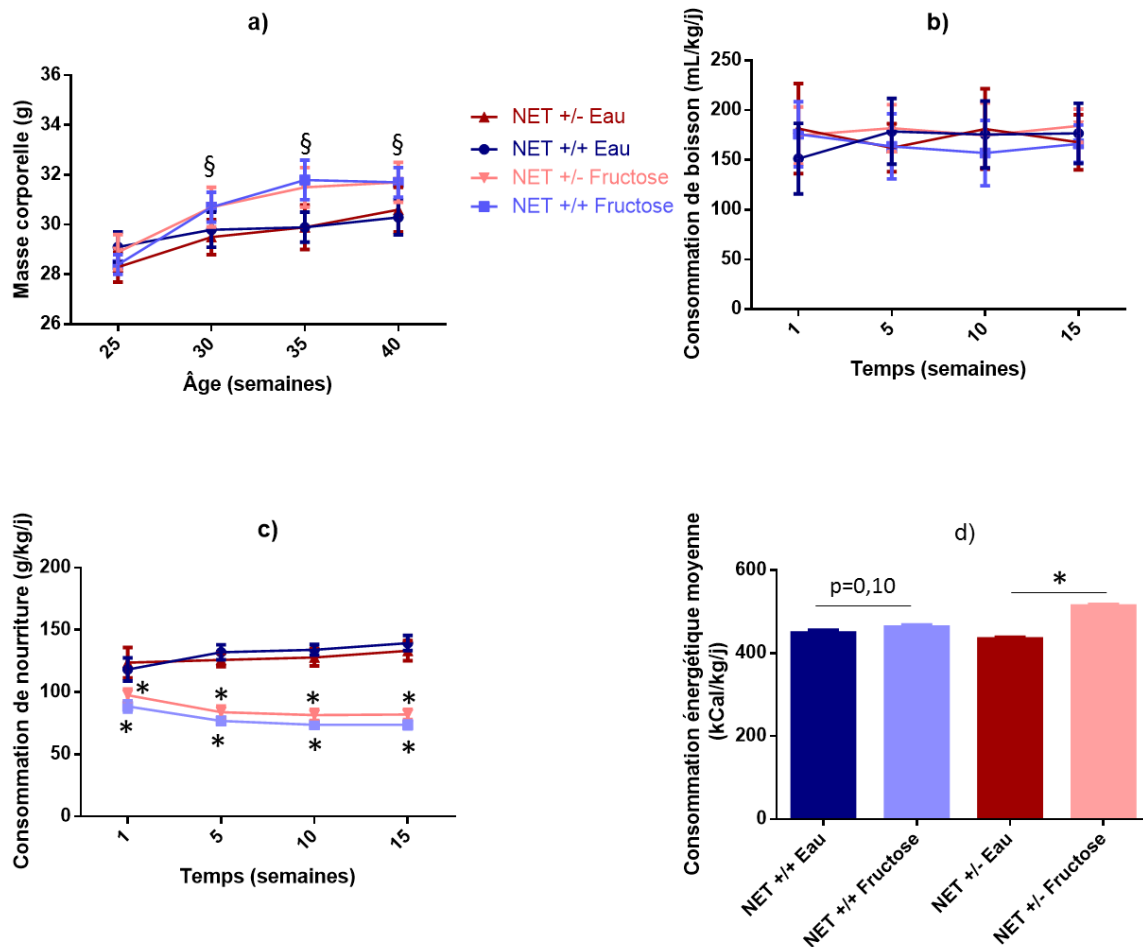 a)
Masse corporelle (g)
36
34
32
30
28
26
§
§
§
25
30
35
40
Âge (semaines)
NET +/- Eau
NET +/+ Eau
NET +/- Fructose
NET +/+ Fructose
b)
Consommation de boisson (mL/kg/j)
250
200
150
100
50
0
1
5
10
15
Temps (semaines)
c)
Consommation de nourriture (g/kg/j)
200
150
100
50
0
*
*
*
*
*
*
*
*
1
5
10
15
Temps (semaines)
d)
Consommation énergétique moyenne
(kCal/kg/j)
600
400
200
0
p=0,10
*
NET +/+ Eau
NET +/+ Fructose
NET +/- Eau
NET +/- Fructose